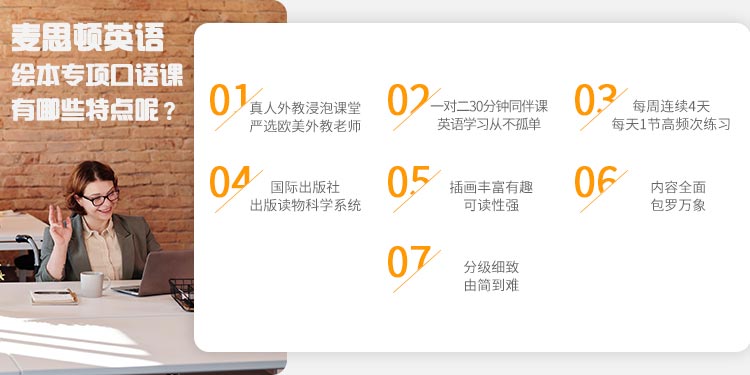 麦思顿英语
绘本专项口语课
有哪些特点呢？
01
真人外教浸泡课堂
严选欧美外教老师
02
一对二30分钟同伴课
英语学习从不孤单
03
每周连续4天
每天1节高频次练习
04
国际出版社
出版读物科学系统
05
插画丰富有趣
可读性强
06
内容全面
包罗万象
07
分级细致
由简到难